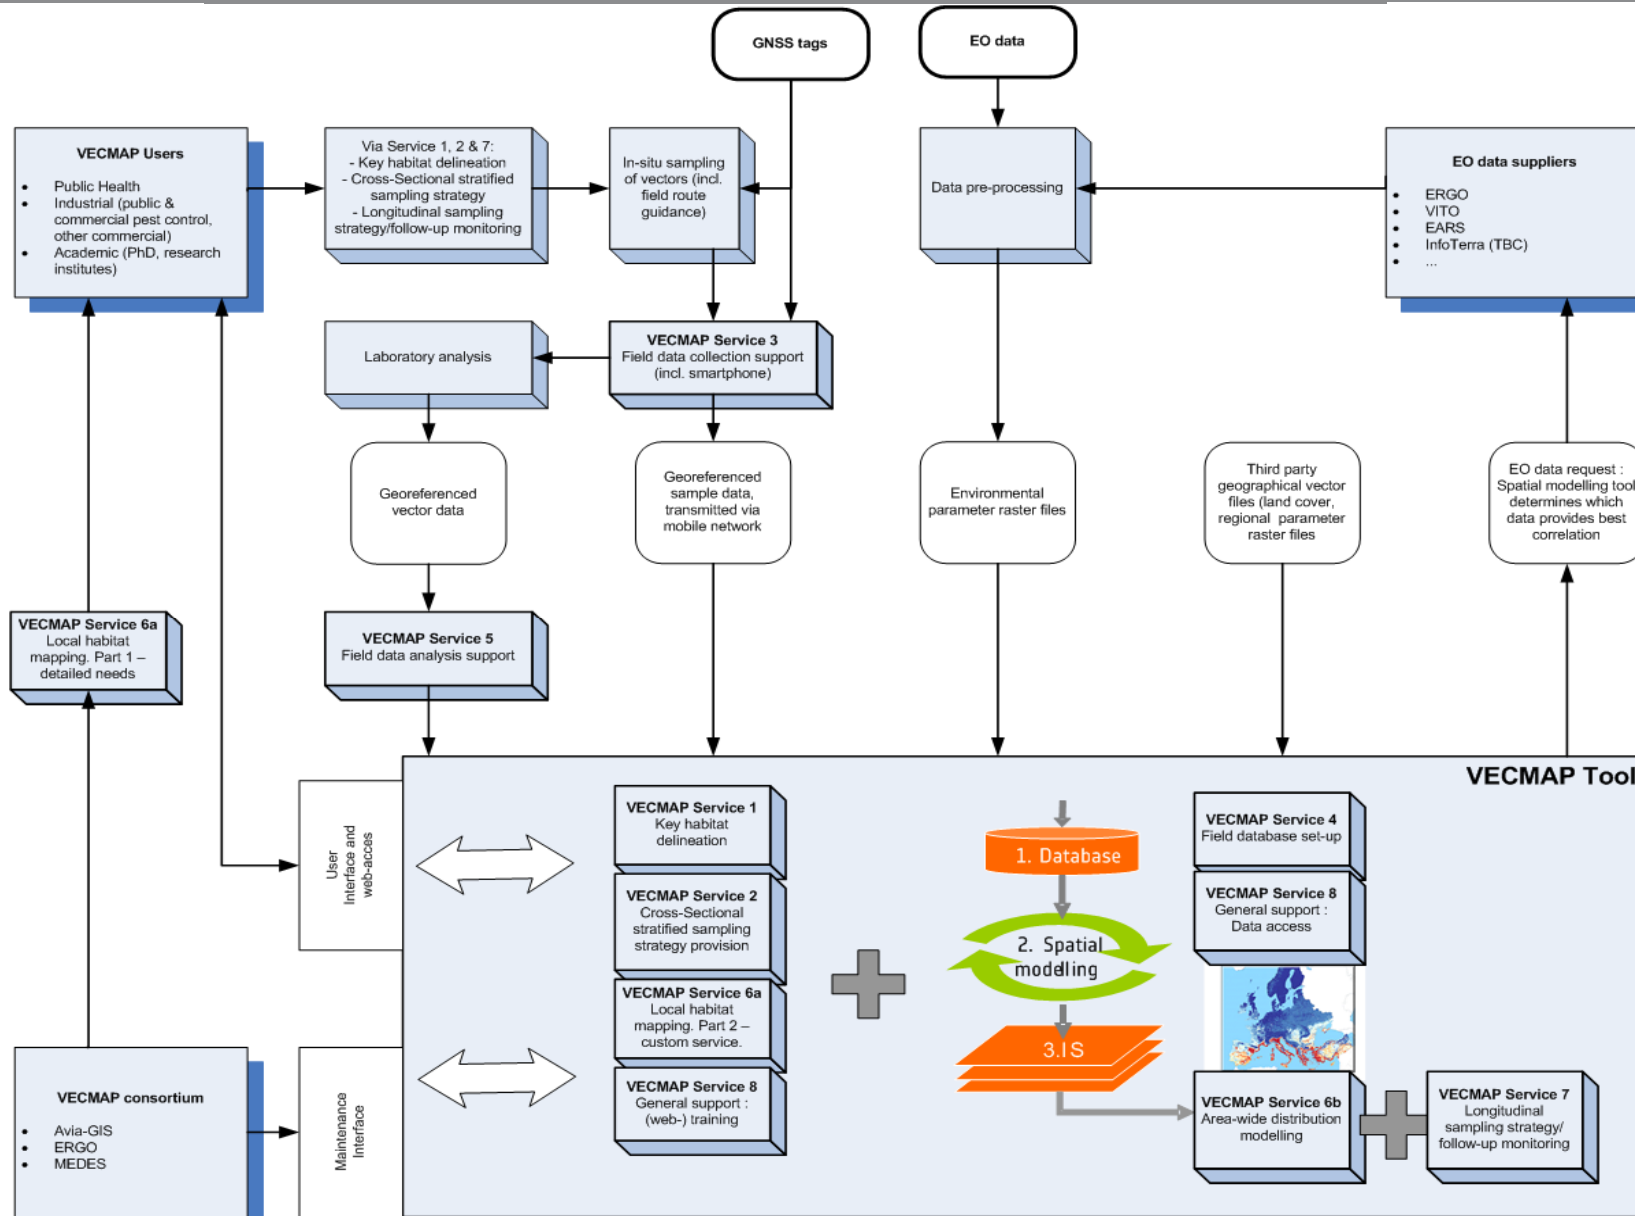 GNSS tags
EO data
VECMAP Users
Public Health
Industrial (public &
commercial pest control,
other commercial)
Academic (PhD, research
institutes)
Via Service 1, 2 & 7:
- Key habitat delineation
- Cross-Sectional stratified
sampling strategy
- Longitudinal sampling
strategy/follow-up monitoring
In-situ sampling
of vectors (incl.
field route
guidance)
Data pre-processing
EO data suppliers
ERGO
VITO
EARS
InfoTerra (TBC)
...
Laboratory analysis
VECMAP Service 3
Field data collection support
(incl. smartphone)
Georeferenced
vector data
Georeferenced
sample data,
transmitted via
mobile network
Environmental
parameter raster files
Third party
geographical vector
files (land cover,
regional parameter
raster files
EO data request :
Spatial modelling tool
determines which
data provides best
correlation
VECMAP Service 6a
Local habitat
mapping. Part 1 –
detailed needs
VECMAP Service 5
Field data analysis support
VECMAP Tool
User
Interface and
web-acces
VECMAP Service 1
Key habitat
delineation
VECMAP Service 2
Cross-Sectional
stratified sampling
strategy provision
VECMAP Service 6a
Local habitat
mapping. Part 2 –
custom service.
VECMAP Service 8
General support :
(web-) training
1. Database
2. Spatial
modelling
3.IS
VECMAP Service 4
Field database set-up
VECMAP Service 8
General support :
Data access
VECMAP Service 6b
Area-wide distribution
modelling
VECMAP Service 7
Longitudinal
sampling strategy/
follow-up monitoring
VECMAP consortium
Avia-GIS
ERGO
MEDES
Maintenance
Interface